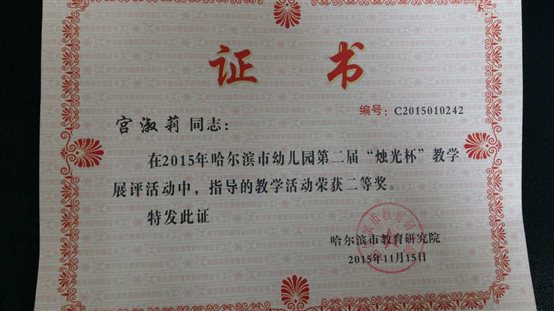 证书
编号：C2015010242
宫淑莉 同志：
在2015年哈尔滨市幼儿园第二届“烛光杯”教学
展评活动中，指导的教学活动荣获二等奖。
特发此证
哈尔滨市教育研究院
2015年11月15日